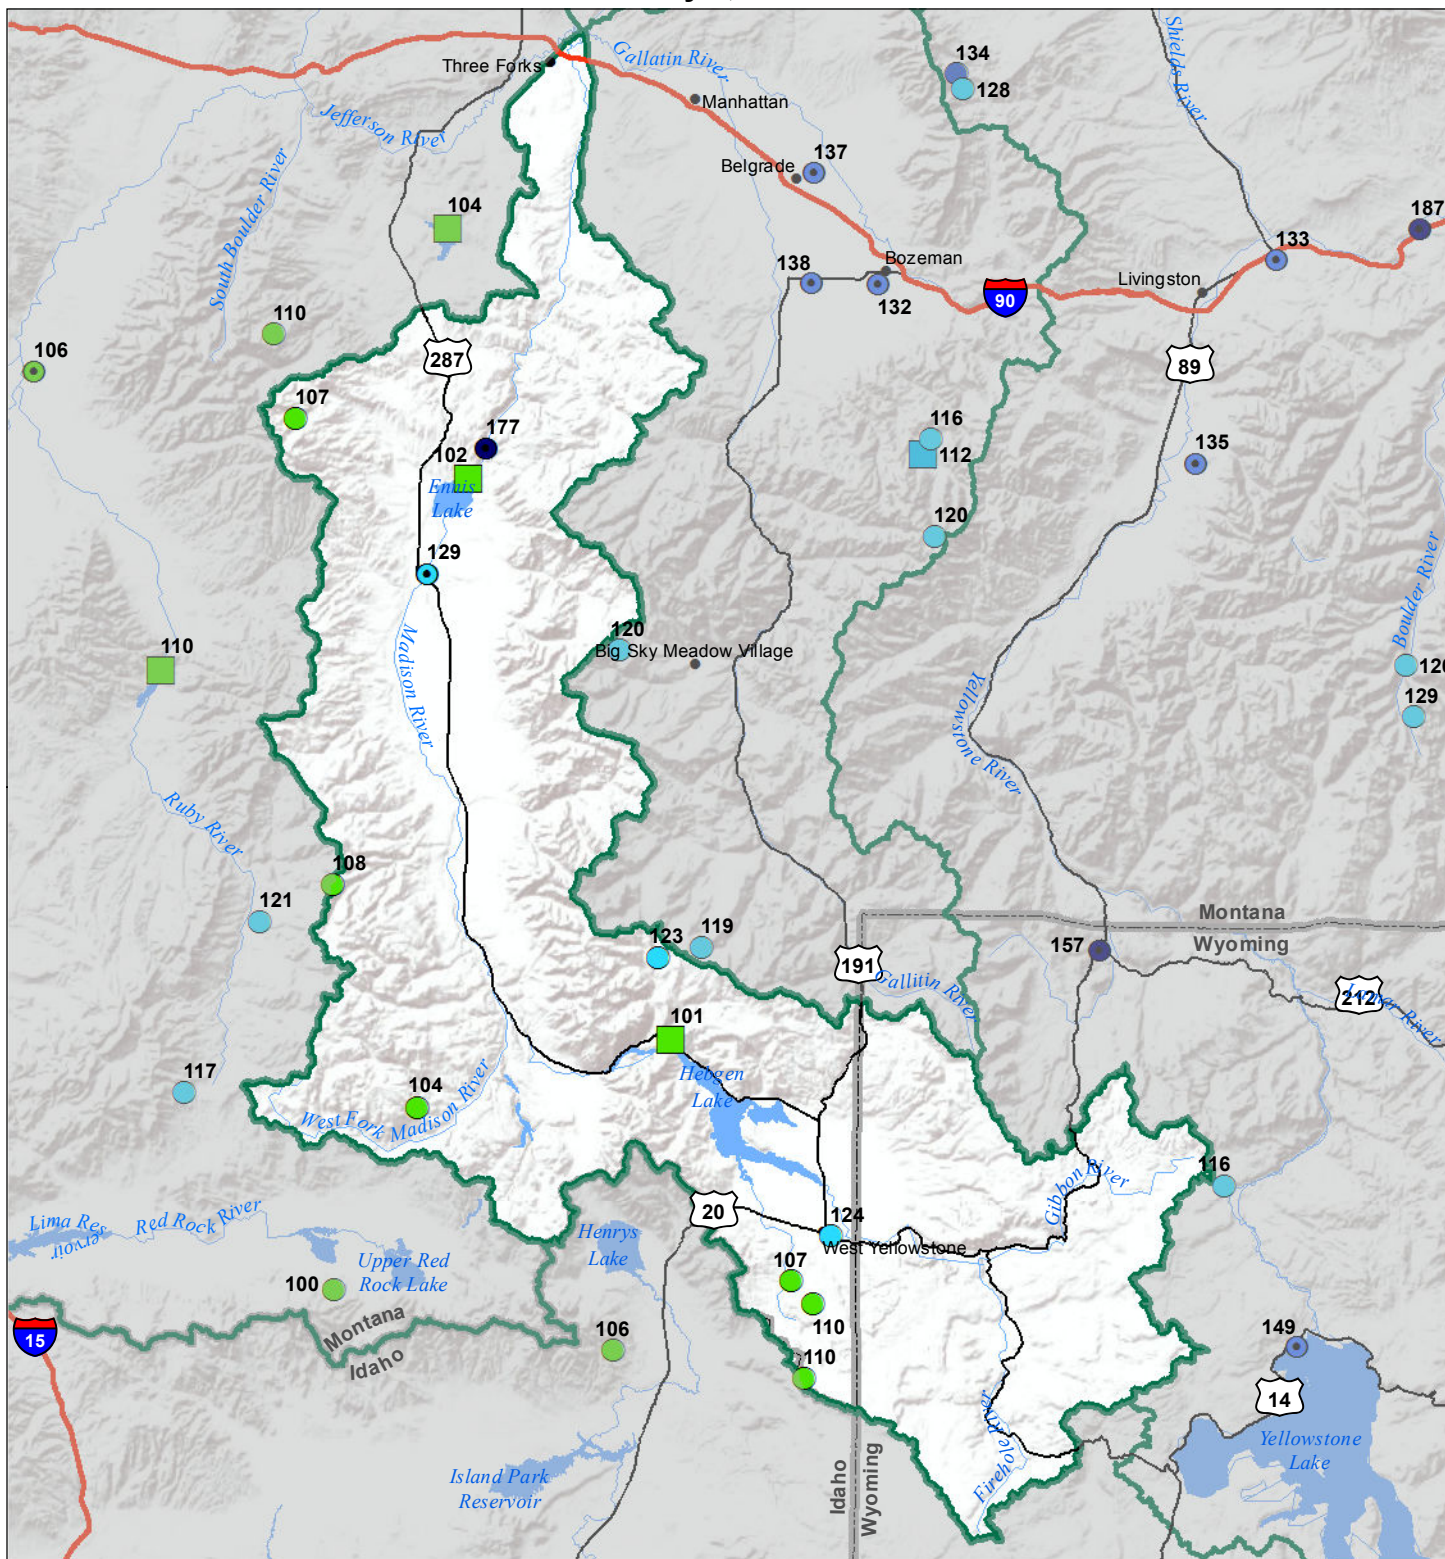 Three Forks
Gallatin River
Shields River
134
128
Manhattan
Jefferson River
137
Belgrade
South Boulder River
104
187
133
138
Bozeman
132
Livingston
90
110
287
89
106
107
177
116
102
112
135
Ennis
Lake
120
129
Boulder River
Madison River
120
Big Sky Meadow Village
110
129
Yellowstone River
Ruby River
108
121
Montana
Wyoming
119
123
157
191
Gallitin River
212
Lamar River
101
Hebgen
Lake
117
104
West Fork Madison River
116
Gibbon River
20
124
West Yellowstone
Lima Res
ervoir
Red Rock River
Henrys
Lake
Upper Red
Rock Lake
107
100
110
Montana
Idaho
15
106
110
149
14
Firehole River
Yellowstone
Lake
Island Park
Reservoir
Idaho
Wyoming